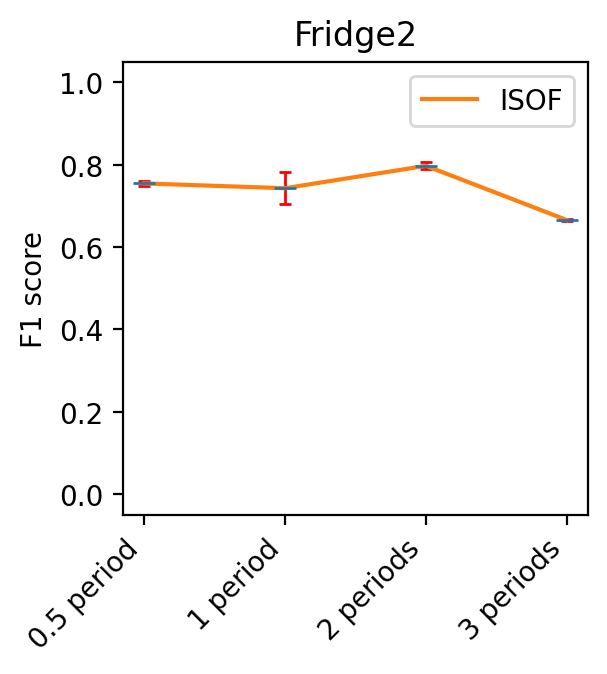 Fridge2
ISOF
F1 score
1.0
0.8
0.6
0.4
0.2
0.0
0.5 period
1 period
2 periods
3 periods